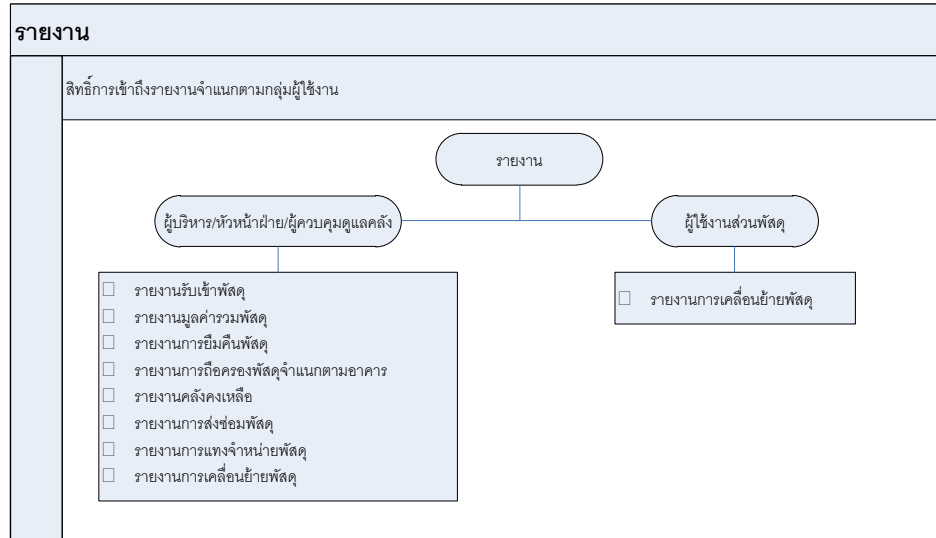 รายงาน
สิทธิ์การเข้าถึงรายงานจำแนกตามกลุ่มผู้ใช้งาน
รายงาน
ผู้บริหาร/หัวหน้าฝ่าย/ผู้ควบคุมดูแลคลัง
ผู้ใช้งานส่วนพัสดุ
รายงานรับเข้าพัสดุ
รายงานมูลค่ารวมพัสดุ
รายงานการยืมคืนพัสดุ
รายงานการถือครองพัสดุจำแนกตามอาคาร
รายงานคลังคงเหลือ
รายงานการส่งซ่อมพัสดุ
รายงานการแทงจำหน่ายพัสดุ
รายงานการเคลื่อนย้ายพัสดุ
รายงานการเคลื่อนย้ายพัสดุ